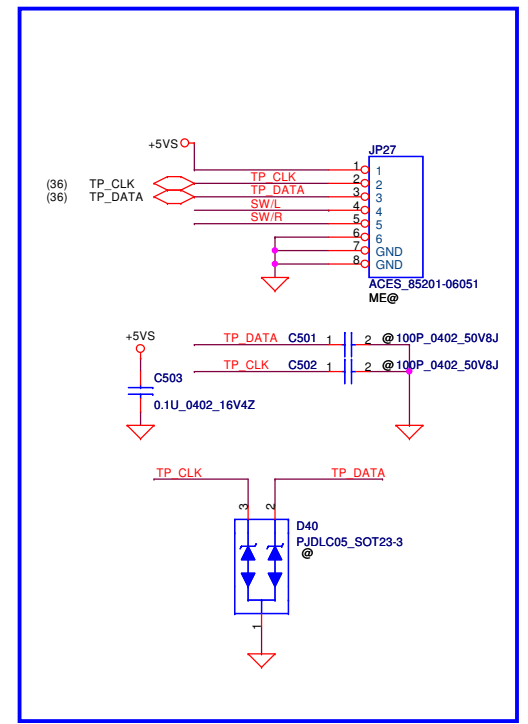 +5VS
JP27
1 1
(36) TP_CLK TP_CLK 2 2
(36) TP_DATA TP_DATA 3 3
SW/L 4 4
SW/R 5 5
6 6
7 GND
8 GND
ACES_85201-06051
ME@
+5VS
TP_DATA C501 1 2 @ 100P_0402_50V8J
TP_CLK C502 1 2 @ 100P_0402_50V8J
C503
0.1U_0402_16V4Z
TP_CLK TP_DATA
3 2
D40
PJDLC05_SOT23-3
@
1